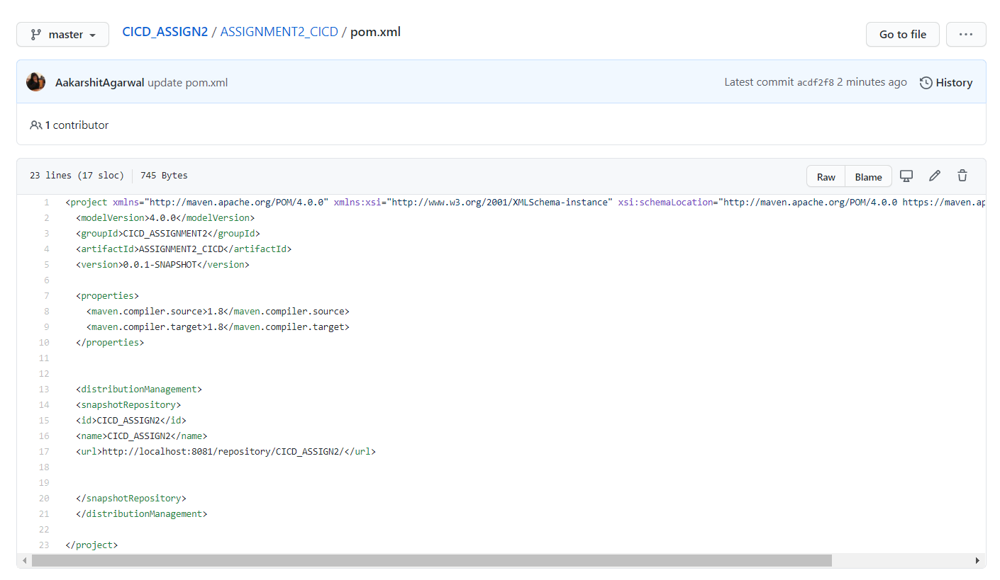 master CICD_ASSIGN2 / ASSIGNMENT2_CICD / pom.xml Go to file ...
AakarshitAgarwal update pom.xml Latest commit acdf2f8 2 minutes ago History
1 contributor
23 lines (17 sloc) 745 Bytes Raw Blame
1 <project xmlns="http://maven.apache.org/POM/4.0.0" xmlns:xsi="http://www.w3.org/2001/XMLSchema-instance" xsi:schemaLocation="http://maven.apache.org/POM/4.0.0 https://maven.ap
2 <modelVersion>4.0.0</modelVersion>
3 <groupId>CICD_ASSIGNMENT2</groupId>
4 <artifactId>ASSIGNMENT2_CICD</artifactId>
5 <version>0.0.1-SNAPSHOT</version>
6
7 <properties>
8 <maven.compiler.source>1.8</maven.compiler.source>
9 <maven.compiler.target>1.8</maven.compiler.target>
10 </properties>
11
12
13 <distributionManagement>
14 <snapshotRepository>
15 <id>CICD_ASSIGN2</id>
16 <name>CICD_ASSIGN2</name>
17 <url>http://localhost:8081/repository/CICD_ASSIGN2/</url>
18
19
20 </snapshotRepository>
21 </distributionManagement>
22
23 </project>